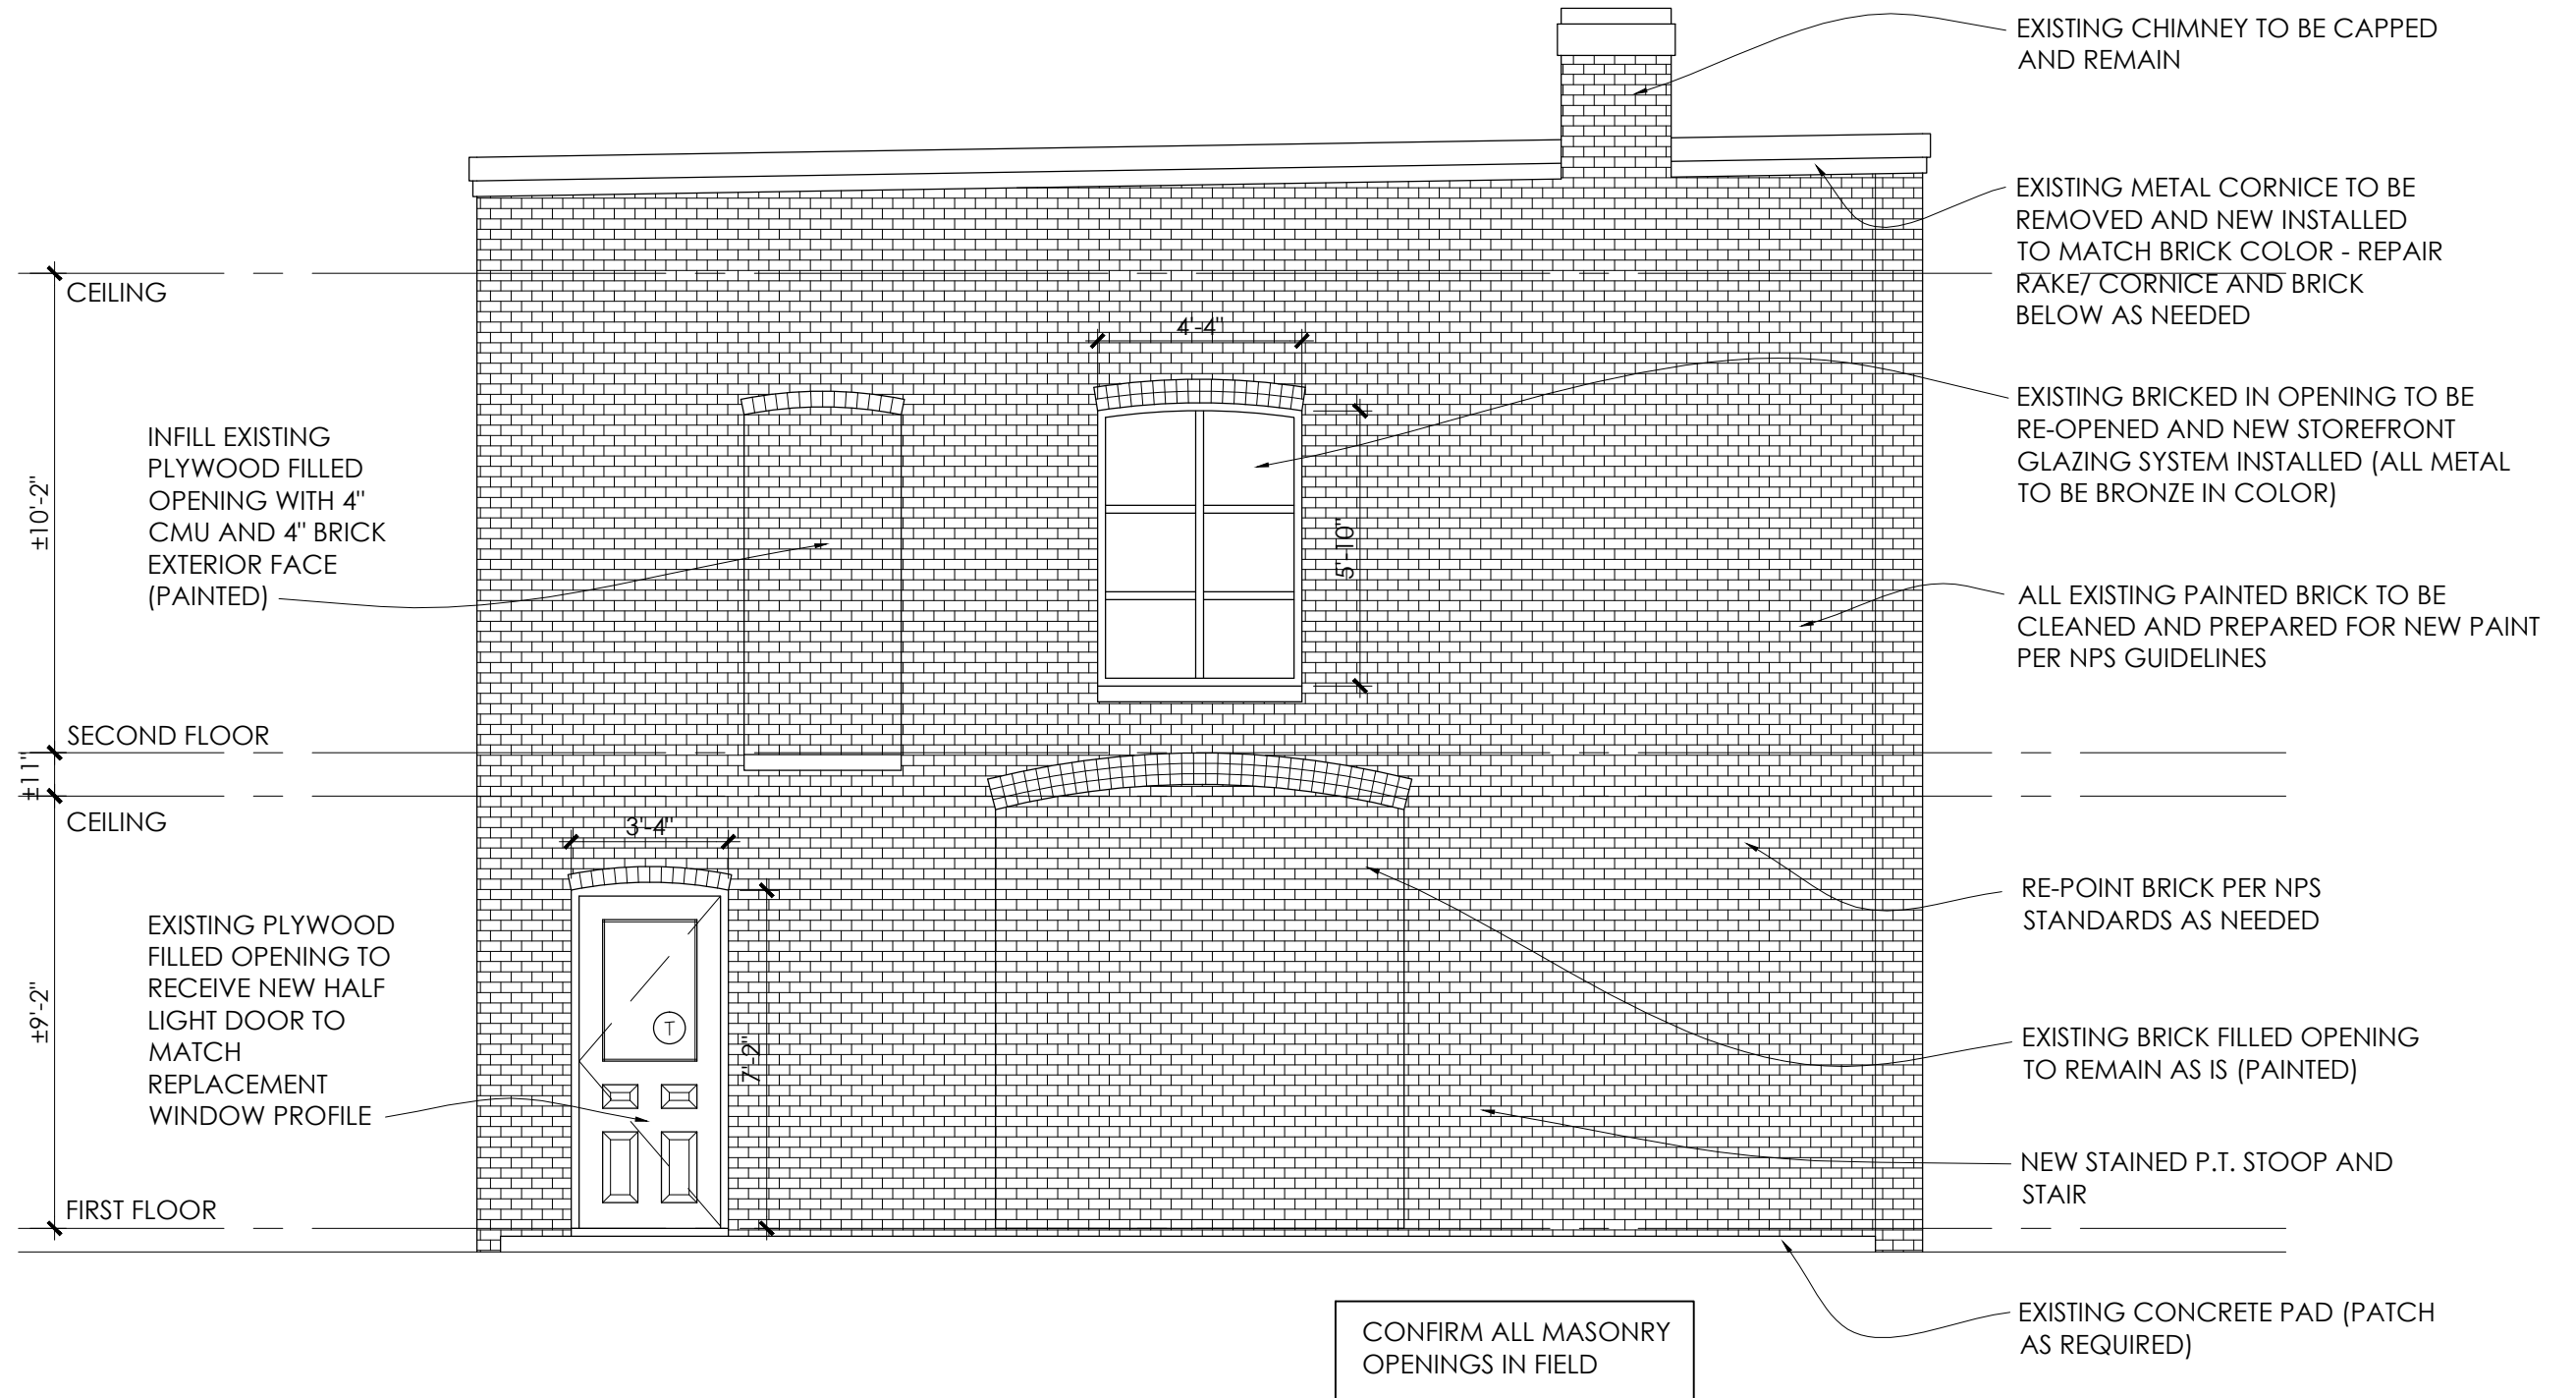 EXISTING CHIMNEY TO BE CAPPED
AND REMAIN
EXISTING METAL CORNICE TO BE
REMOVED AND NEW INSTALLED
TO MATCH BRICK COLOR - REPAIR
RAKE/ CORNICE AND BRICK
BELOW AS NEEDED
CEILING
4'-4"
EXISTING BRICKED IN OPENING TO BE
RE-OPENED AND NEW STOREFRONT
GLAZING SYSTEM INSTALLED (ALL METAL
TO BE BRONZE IN COLOR)
INFILL EXISTING
PLYWOOD FILLED
OPENING WITH 4"
CMU AND 4" BRICK
EXTERIOR FACE
(PAINTED)
±10'-2"
5'-10"
ALL EXISTING PAINTED BRICK TO BE
CLEANED AND PREPARED FOR NEW PAINT
PER NPS GUIDELINES
SECOND FLOOR
±11"
CEILING
3'-4"
RE-POINT BRICK PER NPS
STANDARDS AS NEEDED
EXISTING PLYWOOD
FILLED OPENING TO
RECEIVE NEW HALF
LIGHT DOOR TO
MATCH
REPLACEMENT
WINDOW PROFILE
±9'-2"
T
7'-2"
EXISTING BRICK FILLED OPENING
TO REMAIN AS IS (PAINTED)
NEW STAINED P.T. STOOP AND
STAIR
FIRST FLOOR
EXISTING CONCRETE PAD (PATCH
AS REQUIRED)
CONFIRM ALL MASONRY
OPENINGS IN FIELD